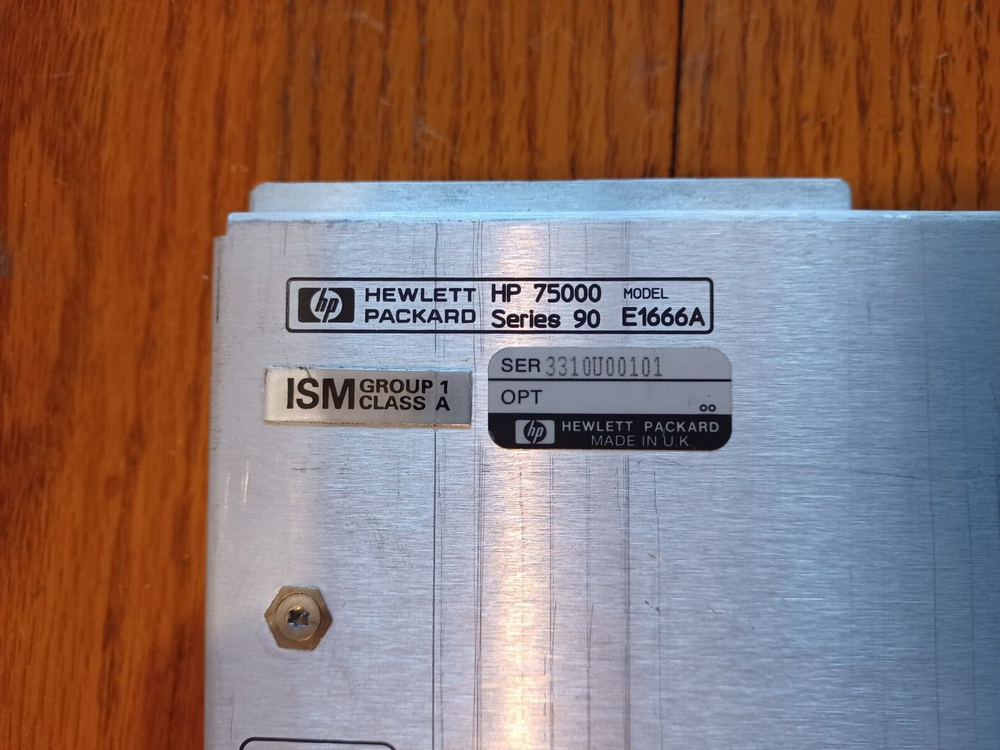 hp HEWLETT PACKARD HP 75000 Series 90 MODEL E1666A
ISM GROUP 1 CLASS A
SER 3310U00101
OPT
hp HEWLETT PACKARD
MADE IN U.K.